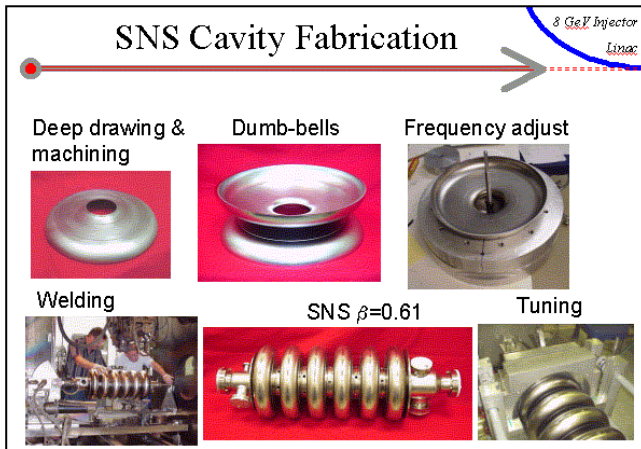 SNS Cavity Fabrication
8 GeV Injector
Linac
Deep drawing &
machining
Dumb-bells
Frequency adjust
Welding
SNS β=0.61
Tuning